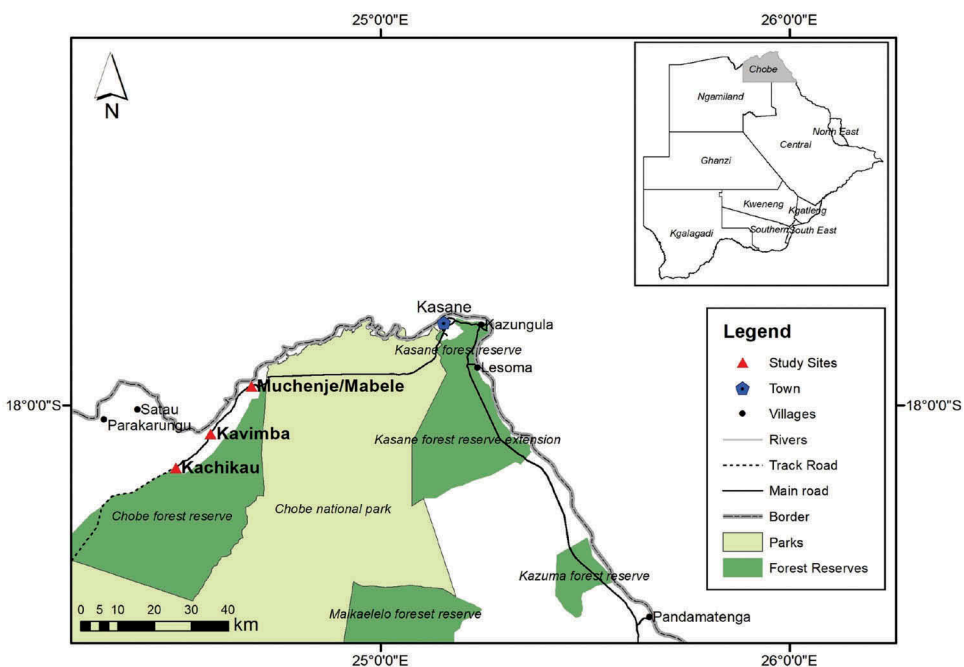 25°0'0"E
26°0'0"E
N
Chobe
Ngamiland
North East
Central
Ghanzi
Kweneng
Kgatleng
Kgalagadi
Southern
South East
Kasane
Kazungula
Kasane forest reserve
Lesoma
Muchenje/Mabele
18°0'0"S
18°0'0"S
Satau
Parakarungu
Kavimba
Kasane forest reserve extension
Kachikau
Chobe forest reserve
Chobe national park
Kazuma forest reserve
Maikaelelo foreset reserve
Pandamatenga
0 5 10 20 30 40
km
Legend
Study Sites
Town
Villages
Rivers
Track Road
Main road
Border
Parks
Forest Reserves
25°0'0"E
26°0'0"E